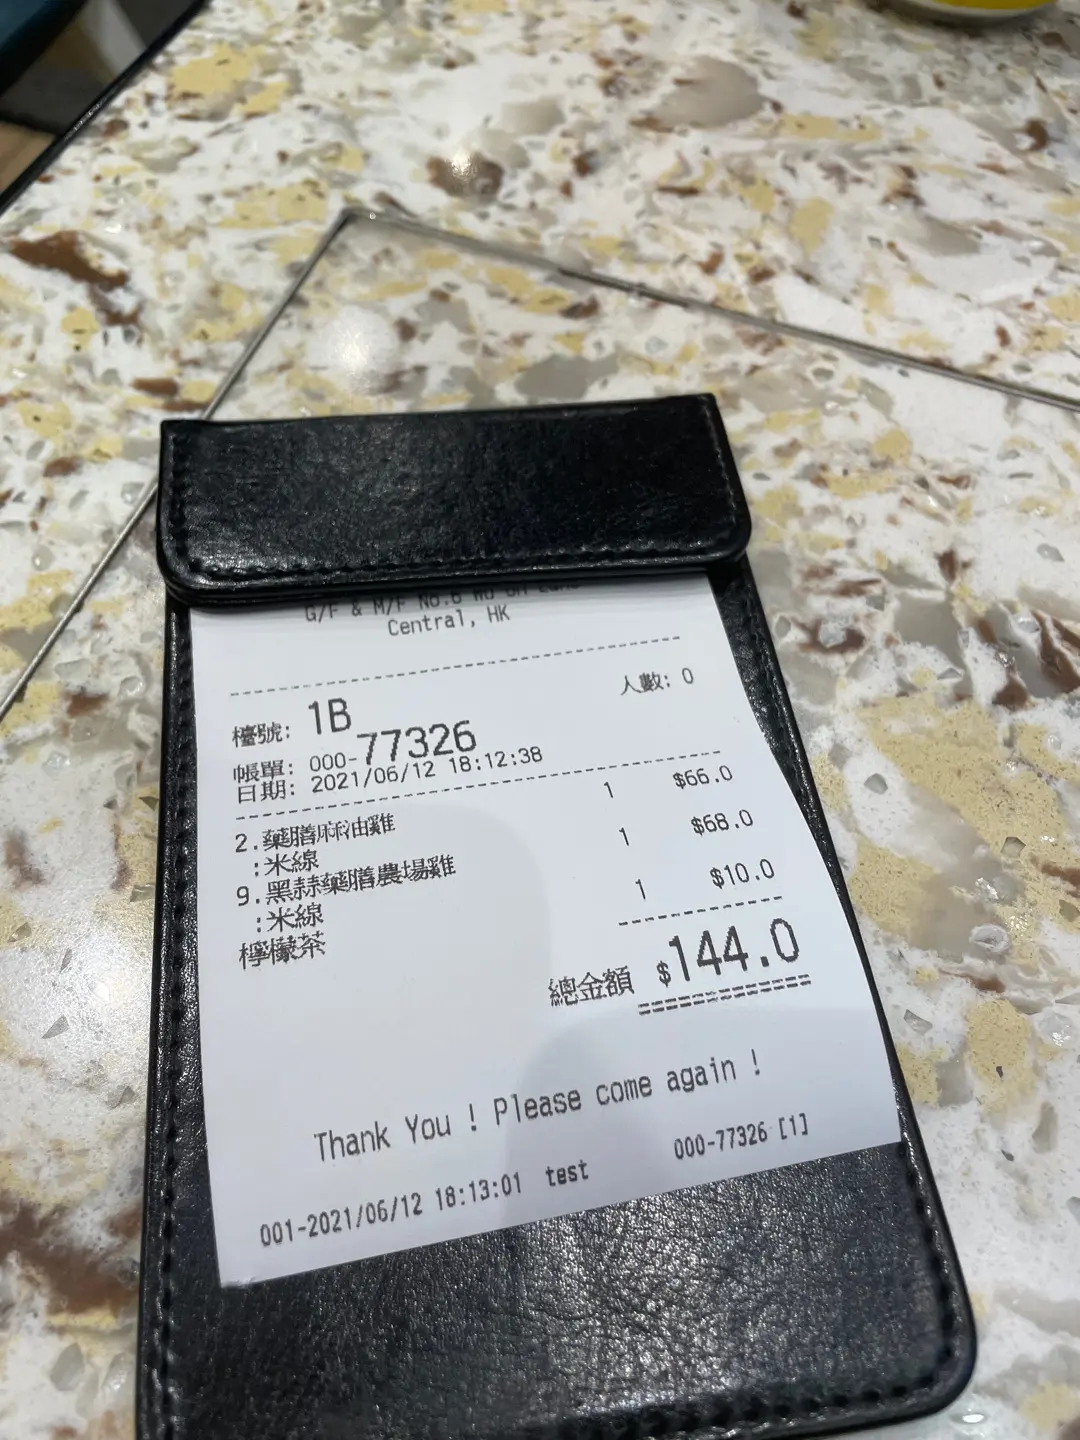 G/F & M/F No.6
Central, HK
檯號: 1B
人數: 0
帳單: 000-77326
日期: 2021/06/12 18:12:38
2.藥膳麻油雞 1 $66.0
:米線
9.黑蒜藥膳農場雞 1 $68.0
:米線
檸檬茶 1 $10.0
總金額 $144.0
Thank You ! Please come again !
001-2021/06/12 18:13:01 test 000-77326 [1]